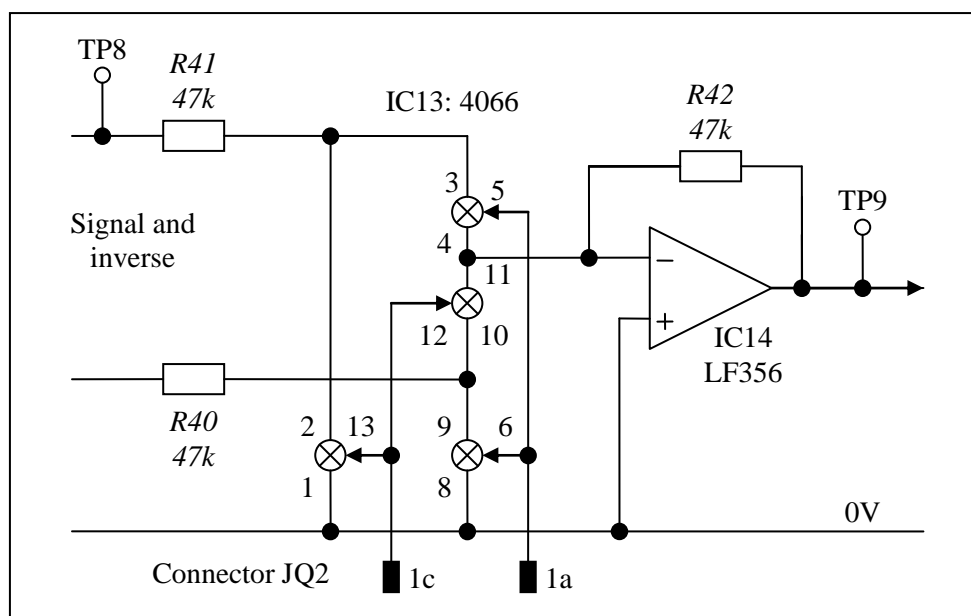 TP8
R41
47k
IC13: 4066
R42
47k
3 5
TP9
Signal and
inverse
4
11
−
12 10
+
IC14
LF356
R40
47k
2 13
9 6
1
8
0V
Connector JQ2
1c
1a